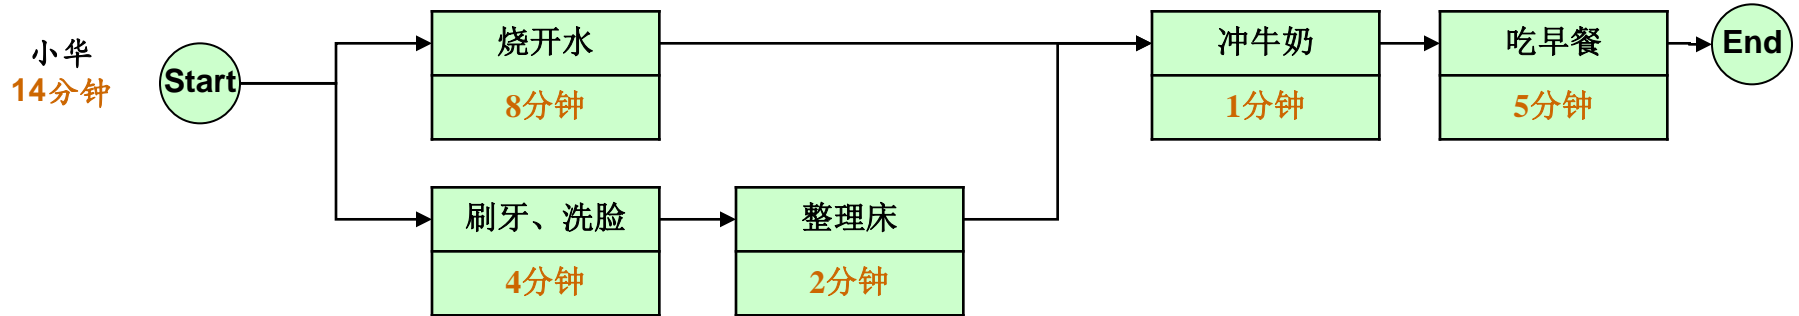 小华
14分钟
Start
烧开水
8分钟
刷牙、洗脸
4分钟
整理床
2分钟
冲牛奶
1分钟
吃早餐
5分钟
End